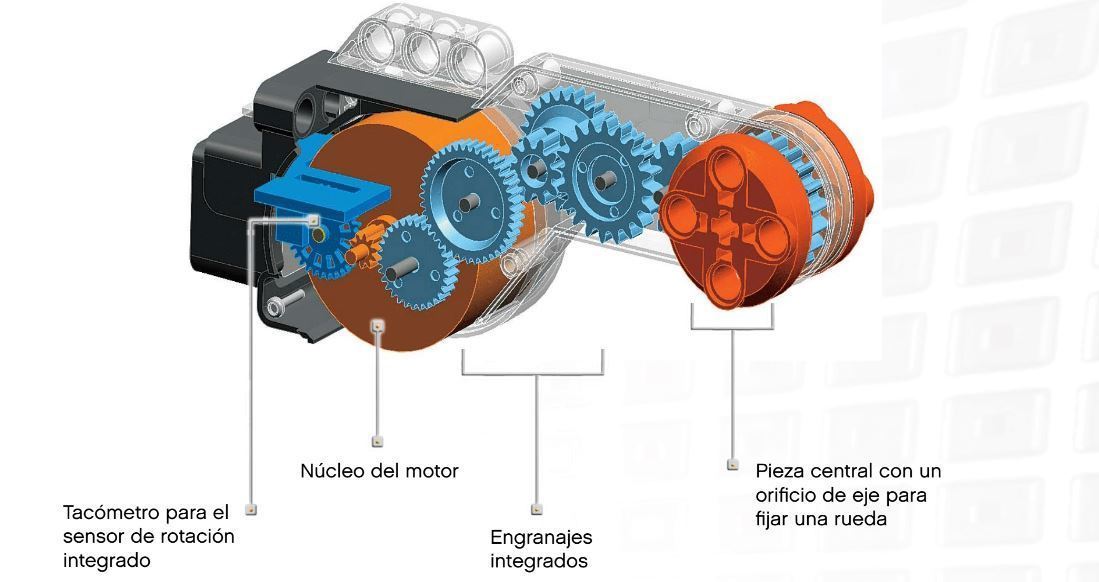 Núcleo del motor
Tacómetro para el
sensor de rotación
integrado
Engranajes
integrados
Pieza central con un
orificio de eje para
fijar una rueda